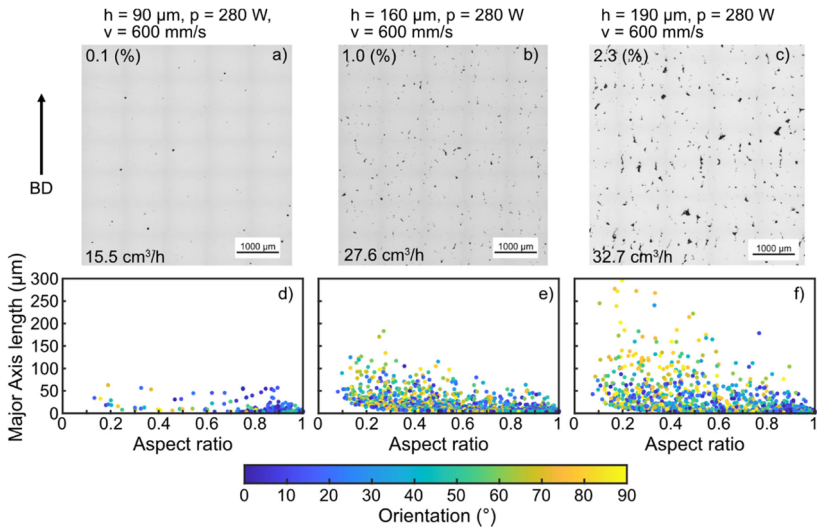 h = 90 μm, p = 280 W,
v = 600 mm/s
h = 160 μm, p = 280 W
v = 600 mm/s
h = 190 μm, p = 280 W
v = 600 mm/s
0.1 (%)
a)
1.0 (%)
b)
2.3 (%)
c)
BD
1000 μm
1000 μm
1000 μm
15.5 cm³/h
27.6 cm³/h
32.7 cm³/h
Major Axis length (μm)
300
250
200
150
100
50
0
d)
e)
f)
0 0.2 0.4 0.6 0.8 1
0 0.2 0.4 0.6 0.8 1
0 0.2 0.4 0.6 0.8 1
Aspect ratio
Aspect ratio
Aspect ratio
0 10 20 30 40 50 60 70 80 90
Orientation (°)